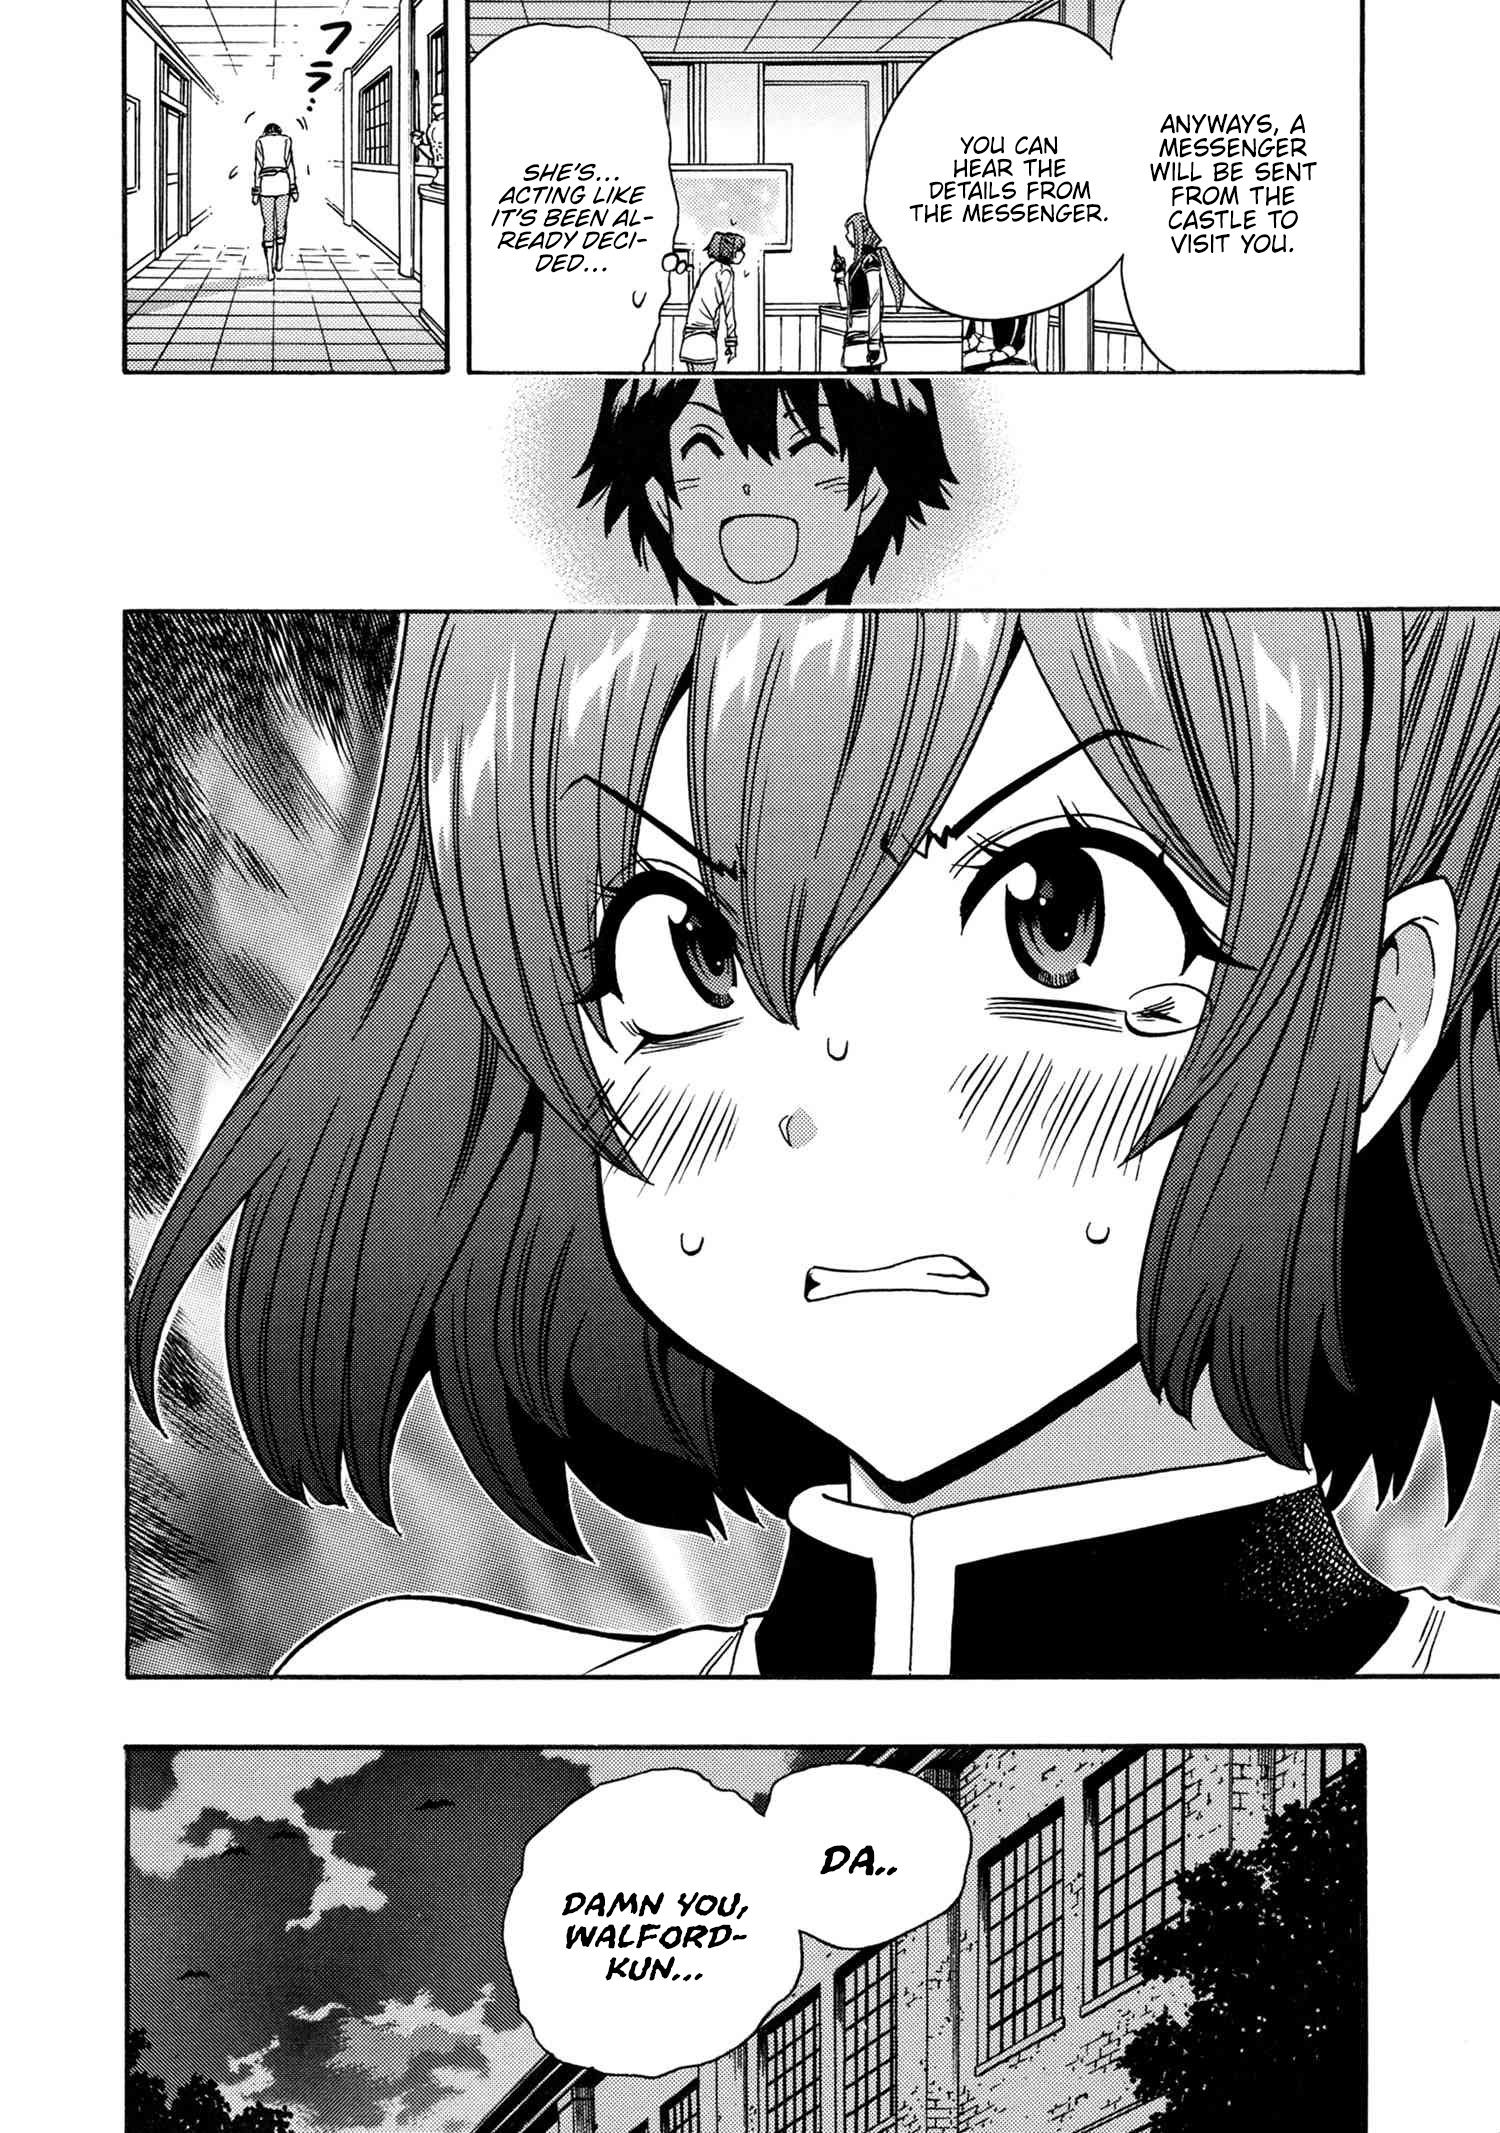 ANYWAYS, A
MESSENGER
WILL BE SENT
FROM THE
CASTLE TO
VISIT YOU.
YOU CAN
HEAR THE
DETAILS FROM
THE MESSENGER.
SHE'S...
ACTING LIKE
IT'S BEEN AL-
READY DECI-
DED...
フラ...
DA..
DAMN YOU,
WALFORD-
KUN...